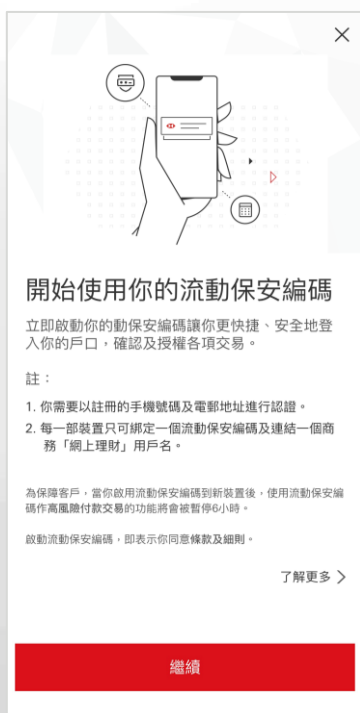 開始使用你的流動保安編碼
立即啟動你的動保安編碼讓你更快捷、安全地登
入你的戶口，確認及授權各項交易。
註：
1. 你需要以註冊的手機號碼及電郵地址進行認證。
2. 每一部裝置只可綁定一個流動保安編碼及連結一個商
務「網上理財」用戶名。
為保障客戶，當你啟用流動保安編碼到新裝置後，使用流動保安編
碼作高風險付款交易的功能將會被暫停6小時。
啟動流動保安編碼，即表示你同意條款及細則。
了解更多
繼續